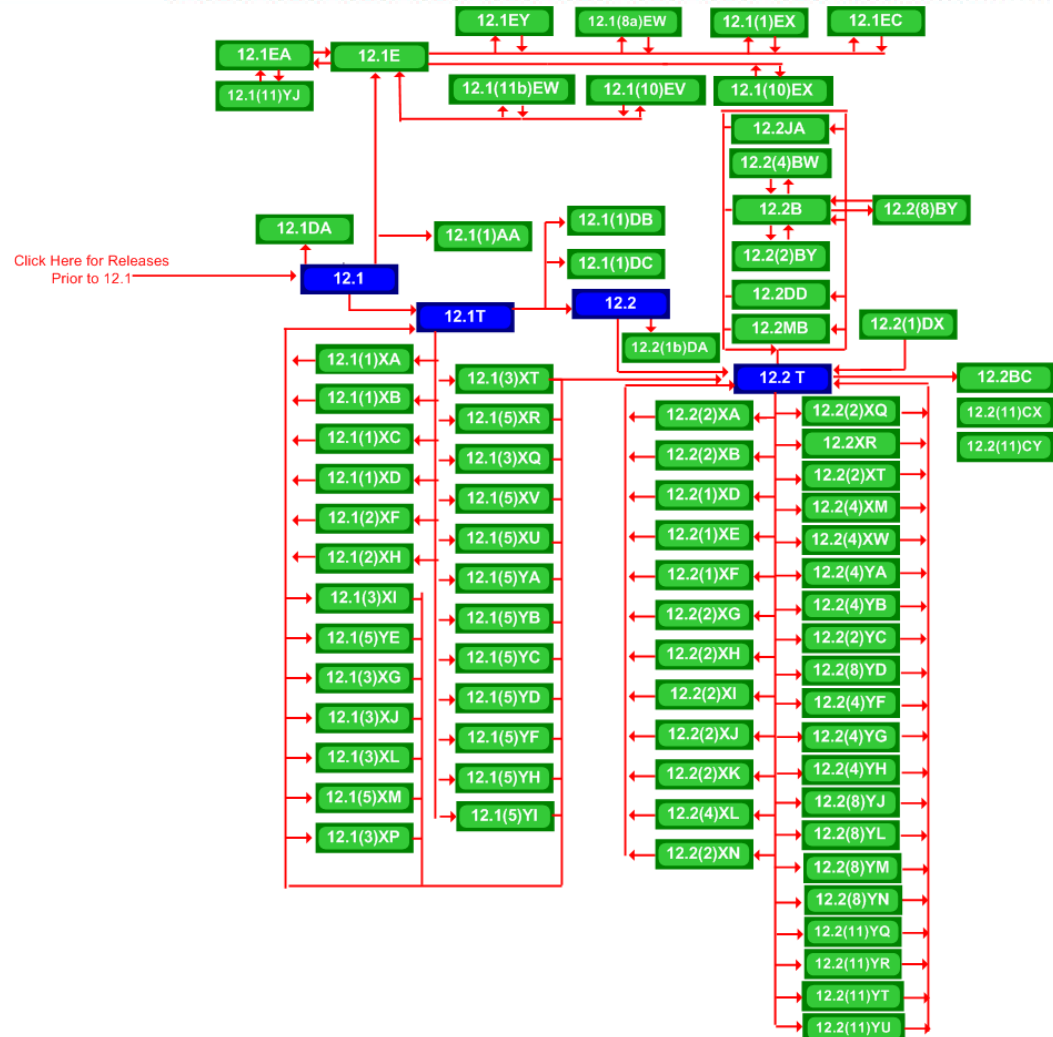 12.1EY
12.1(8a)EW
12.1(1)EX
12.1EC
12.1EA
12.1E
12.1(11)YJ
12.1(11b)EW
12.1(10)EV
12.1(10)EX
12.2JA
12.2(4)BW
12.2B
12.2(8)BY
12.2(2)BY
12.2DD
12.2MB
12.2(1)DX
12.1DA
12.1(1)AA
12.1(1)DB
12.1(1)DC
Click Here for Releases
Prior to 12.1
12.1
12.1T
12.2
12.2(1b)DA
12.2 T
12.2BC
12.2(11)CX
12.2(11)CY
12.1(1)XA
12.1(1)XB
12.1(1)XC
12.1(1)XD
12.1(2)XF
12.1(2)XH
12.1(3)XI
12.1(5)YE
12.1(3)XG
12.1(3)XJ
12.1(3)XL
12.1(5)XM
12.1(3)XP
12.1(3)XT
12.1(5)XR
12.1(3)XQ
12.1(5)XV
12.1(5)XU
12.1(5)YA
12.1(5)YB
12.1(5)YC
12.1(5)YD
12.1(5)YF
12.1(5)YH
12.1(5)YI
12.2(2)XA
12.2(2)XB
12.2(1)XD
12.2(1)XE
12.2(1)XF
12.2(2)XG
12.2(2)XH
12.2(2)XI
12.2(2)XJ
12.2(2)XK
12.2(4)XL
12.2(2)XN
12.2(2)XQ
12.2XR
12.2(2)XT
12.2(4)XM
12.2(4)XW
12.2(4)YA
12.2(4)YB
12.2(2)YC
12.2(8)YD
12.2(4)YF
12.2(4)YG
12.2(4)YH
12.2(8)YJ
12.2(8)YL
12.2(8)YM
12.2(8)YN
12.2(11)YQ
12.2(11)YR
12.2(11)YT
12.2(11)YU